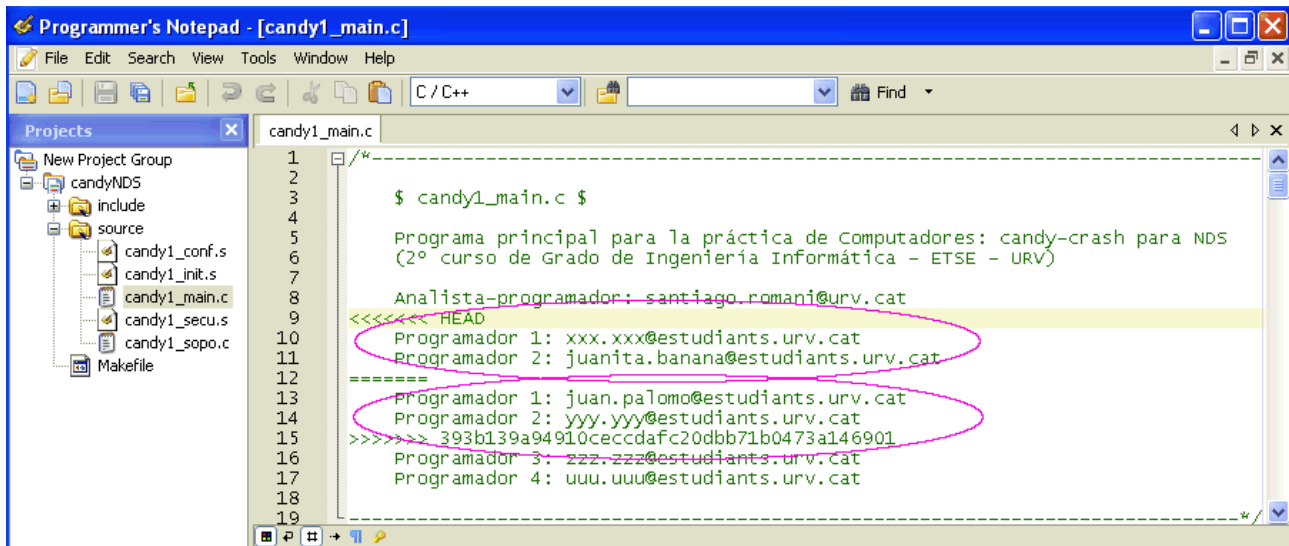 Programmer's Notepad - [candy1_main.c]
File Edit Search View Tools Window Help
C / C++ Find
Projects
New Project Group
candyNDS
include
source
candy1_conf.s
candy1_init.s
candy1_main.c
candy1_secu.s
candy1_sopo.c
Makefile
candy1_main.c
1 /*------------------------------------------------------------------------------
2
3 $ candy1_main.c $
4
5 Programa principal para la práctica de Computadores: candy-crash para NDS
6 (2º curso de Grado de Ingeniería Informática - ETSE - URV)
7
8 Analista-programador: santiago.romani@urv.cat
9 <<<<<<< HEAD
10 Programador 1: xxx.xxx@estudiants.urv.cat
11 Programador 2: juanita.banana@estudiants.urv.cat
12 =======
13 Programador 1: juan.palomo@estudiants.urv.cat
14 Programador 2: yyy.yyy@estudiants.urv.cat
15 >>>>>>> 393b139a94910ceccdafc20dbb71b0473a146901
16 Programador 3: zzz.zzz@estudiants.urv.cat
17 Programador 4: uuu.uuu@estudiants.urv.cat
18
19 ------------------------------------------------------------------------------*/